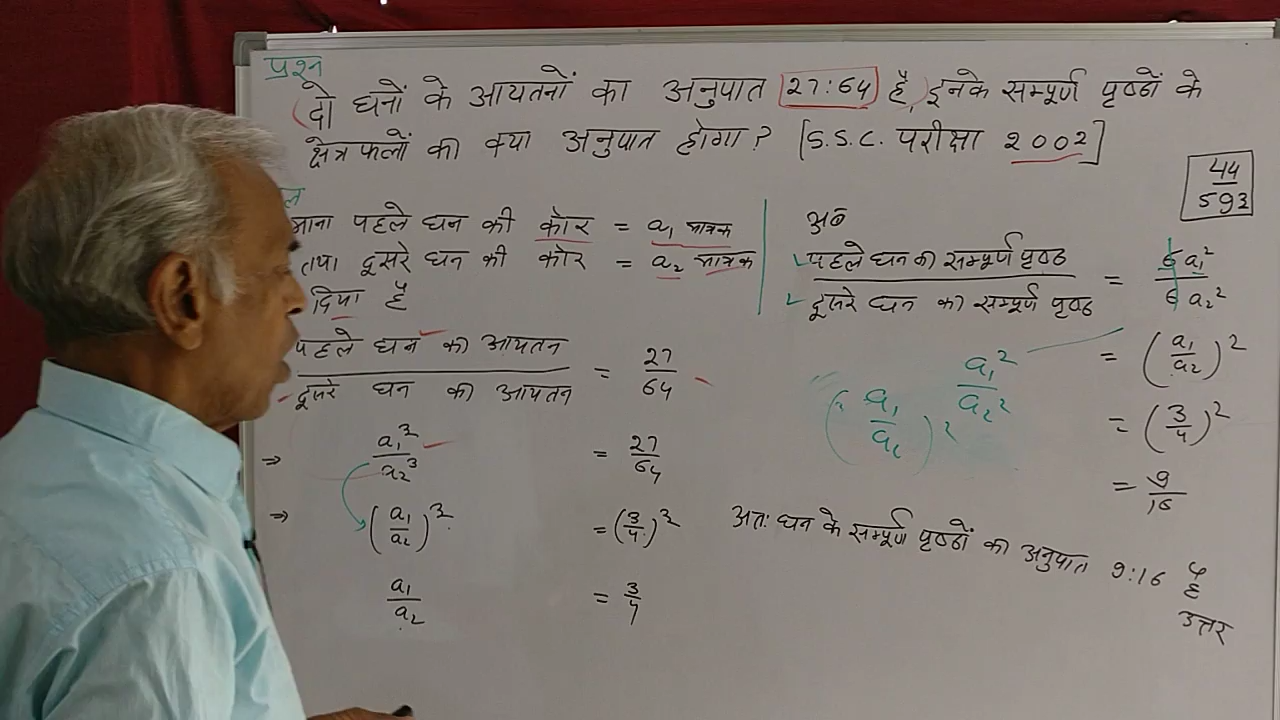 प्रश्न
(दो घनों के आयतनों का अनुपात 27:64 है, इनके सम्पूर्ण पृष्ठों के
क्षेत्रफलों की क्या अनुपात होगा? [S.S.C. परीक्षा 2002]
44/593
माना पहले घन की कोर = a₁ मात्रक
तथा दूसरे घन की कोर = a₂ मात्रक
दिया है
पहले घन का आयतन / दूसरे घन का आयतन = 27/64
⇒ a₁³/a₂³ = 27/64
⇒ (a₁/a₂)³ = (3/4)³
a₁/a₂ = 3/4
अब
पहले घन का सम्पूर्ण पृष्ठ / दूसरे घन का सम्पूर्ण पृष्ठ = 6a₁²/6a₂²
= (a₁/a₂)²
a₁²/a₂²
(a₁/a₂)²
= (3/4)²
= 9/16
अतः घन के सम्पूर्ण पृष्ठों का अनुपात 9:16 है
उत्तर